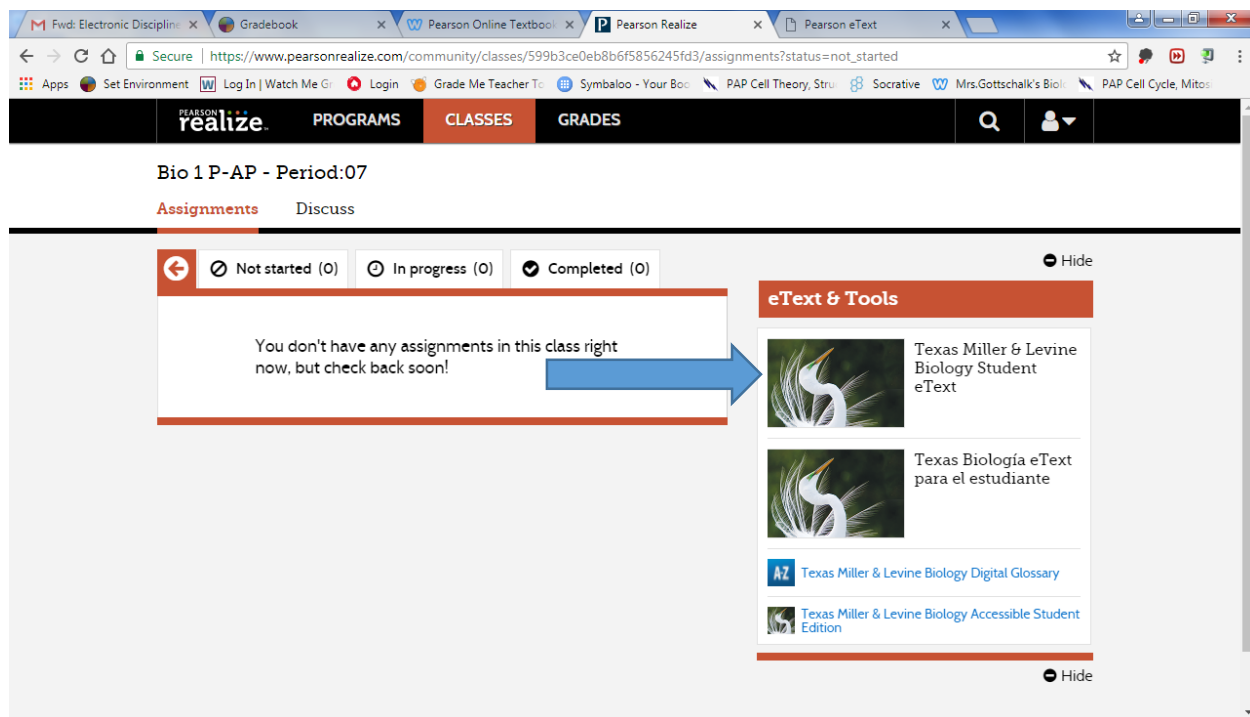 Fwd: Electronic Discipline
Gradebook
Pearson Online Textbook
Pearson Realize
Pearson eText
Secure | https://www.pearsonrealize.com/community/classes/599b3ce0eb8b6f5856245fd3/assignments?status=not_started
Apps
Set Environment
Log In | Watch Me Gr
Login
Grade Me Teacher To
Symbaloo - Your Boo
PAP Cell Theory, Stru
Socrative
Mrs.Gottschalk's Biolo
PAP Cell Cycle, Mitos
PEARSON
realize™
PROGRAMS
CLASSES
GRADES
Bio 1 P-AP - Period:07
Assignments
Discuss
Not started (0)
In progress (0)
Completed (0)
Hide
You don't have any assignments in this class right
now, but check back soon!
eText & Tools
Texas Miller & Levine
Biology Student
eText
Texas Biología eText
para el estudiante
A-Z
Texas Miller & Levine Biology Digital Glossary
Texas Miller & Levine Biology Accessible Student
Edition
Hide